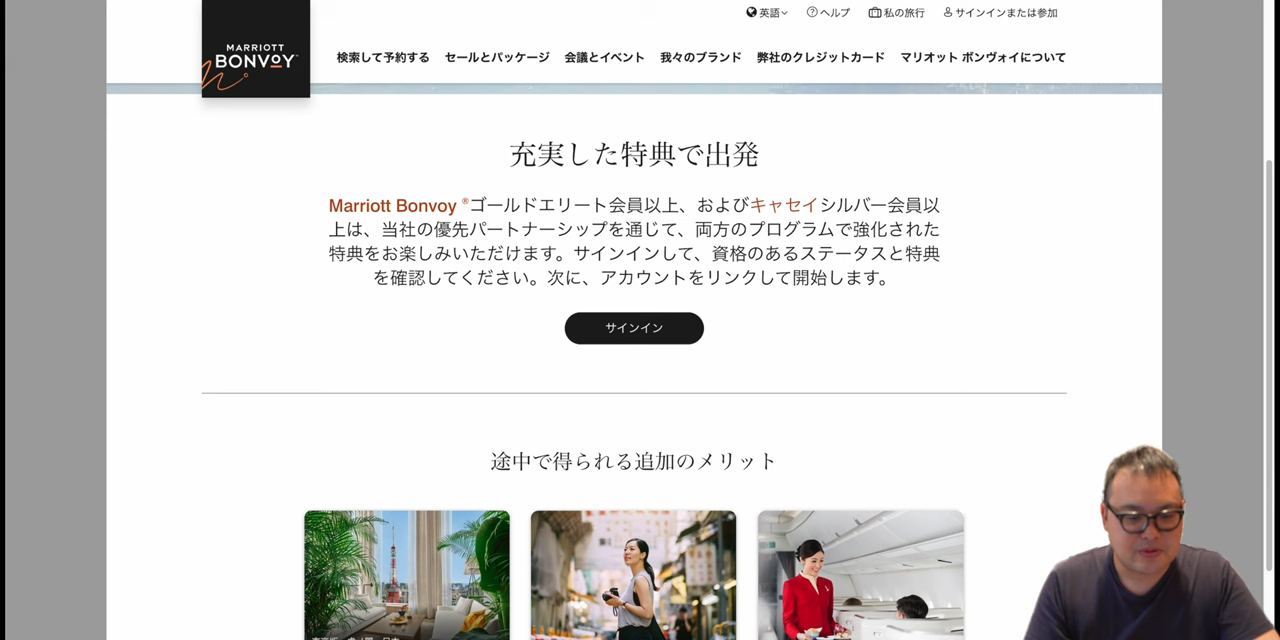 英語
ヘルプ
私の旅行
サインインまたは参加
MARRIOTT
BONVOY
検索して予約する
セールとパッケージ
会議とイベント
我々のブランド
弊社のクレジットカード
マリオット ボンヴォイについて
充実した特典で出発
Marriott Bonvoy ®ゴールドエリート会員以上、およびキャセイシルバー会員以
上は、当社の優先パートナーシップを通じて、両方のプログラムで強化された
特典をお楽しみいただけます。サインインして、資格のあるステータスと特典
を確認してください。次に、アカウントをリンクして開始します。
サインイン
途中で得られる追加のメリット